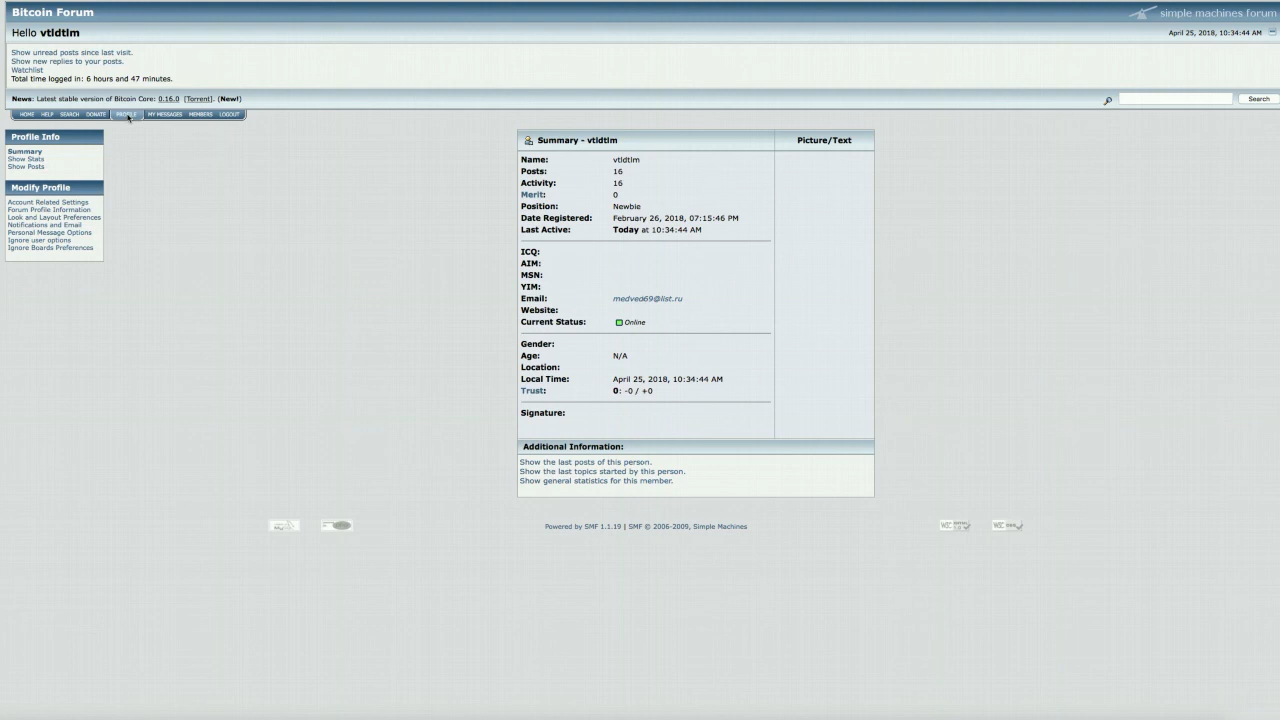 Bitcoin Forum
simple machines forum
Hello vtldtlm
April 25, 2018, 10:34:44 AM
Show unread posts since last visit.
Show new replies to your posts.
Watchlist
Total time logged in: 6 hours and 47 minutes.
News: Latest stable version of Bitcoin Core: 0.16.0 [Torrent]. (New!)
Search
HOME HELP SEARCH DONATE PROFILE MY MESSAGES MEMBERS LOGOUT
Profile Info
Summary
Show Stats
Show Posts
Modify Profile
Account Related Settings
Forum Profile Information
Look and Layout Preferences
Notifications and Email
Personal Message Options
Ignore user options
Ignore Boards Preferences
Summary - vtldtlm
Picture/Text
Name: vtldtlm
Posts: 16
Activity: 16
Merit: 0
Position: Newbie
Date Registered: February 26, 2018, 07:15:46 PM
Last Active: Today at 10:34:44 AM
ICQ:
AIM:
MSN:
YIM:
Email: medved69@list.ru
Website:
Current Status: Online
Gender:
Age: N/A
Location:
Local Time: April 25, 2018, 10:34:44 AM
Trust: 0: -0 / +0
Signature:
Additional Information:
Show the last posts of this person.
Show the last topics started by this person.
Show general statistics for this member.
Powered by SMF 1.1.19 | SMF © 2006-2009, Simple Machines